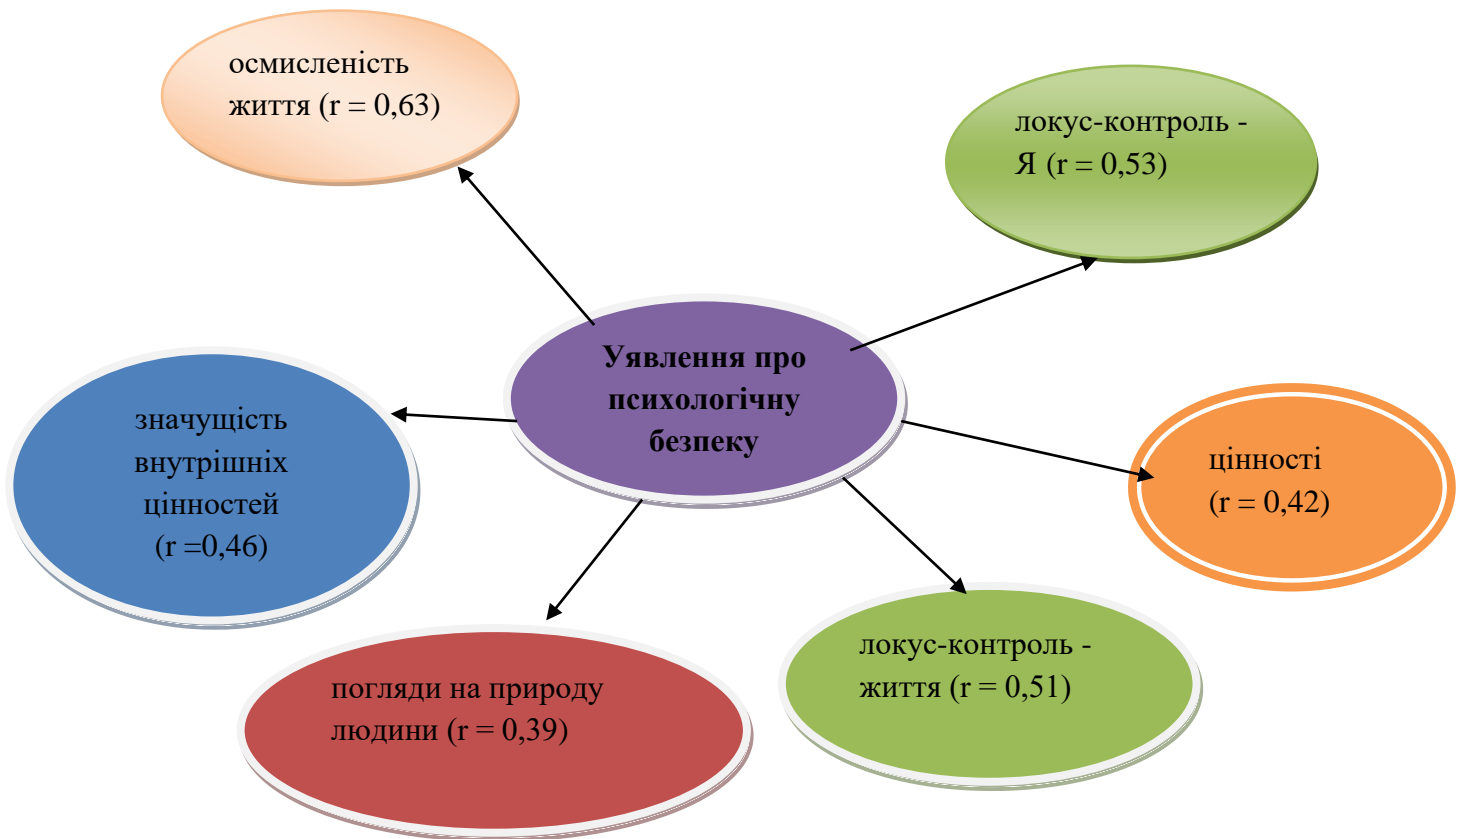 осмисленість
життя (r = 0,63)
локус-контроль -
Я (r = 0,53)
Уявлення про
психологічну
безпеку
значущість
внутрішніх
цінностей
(r =0,46)
цінності
(r = 0,42)
локус-контроль -
життя (r = 0,51)
погляди на природу
людини (r = 0,39)